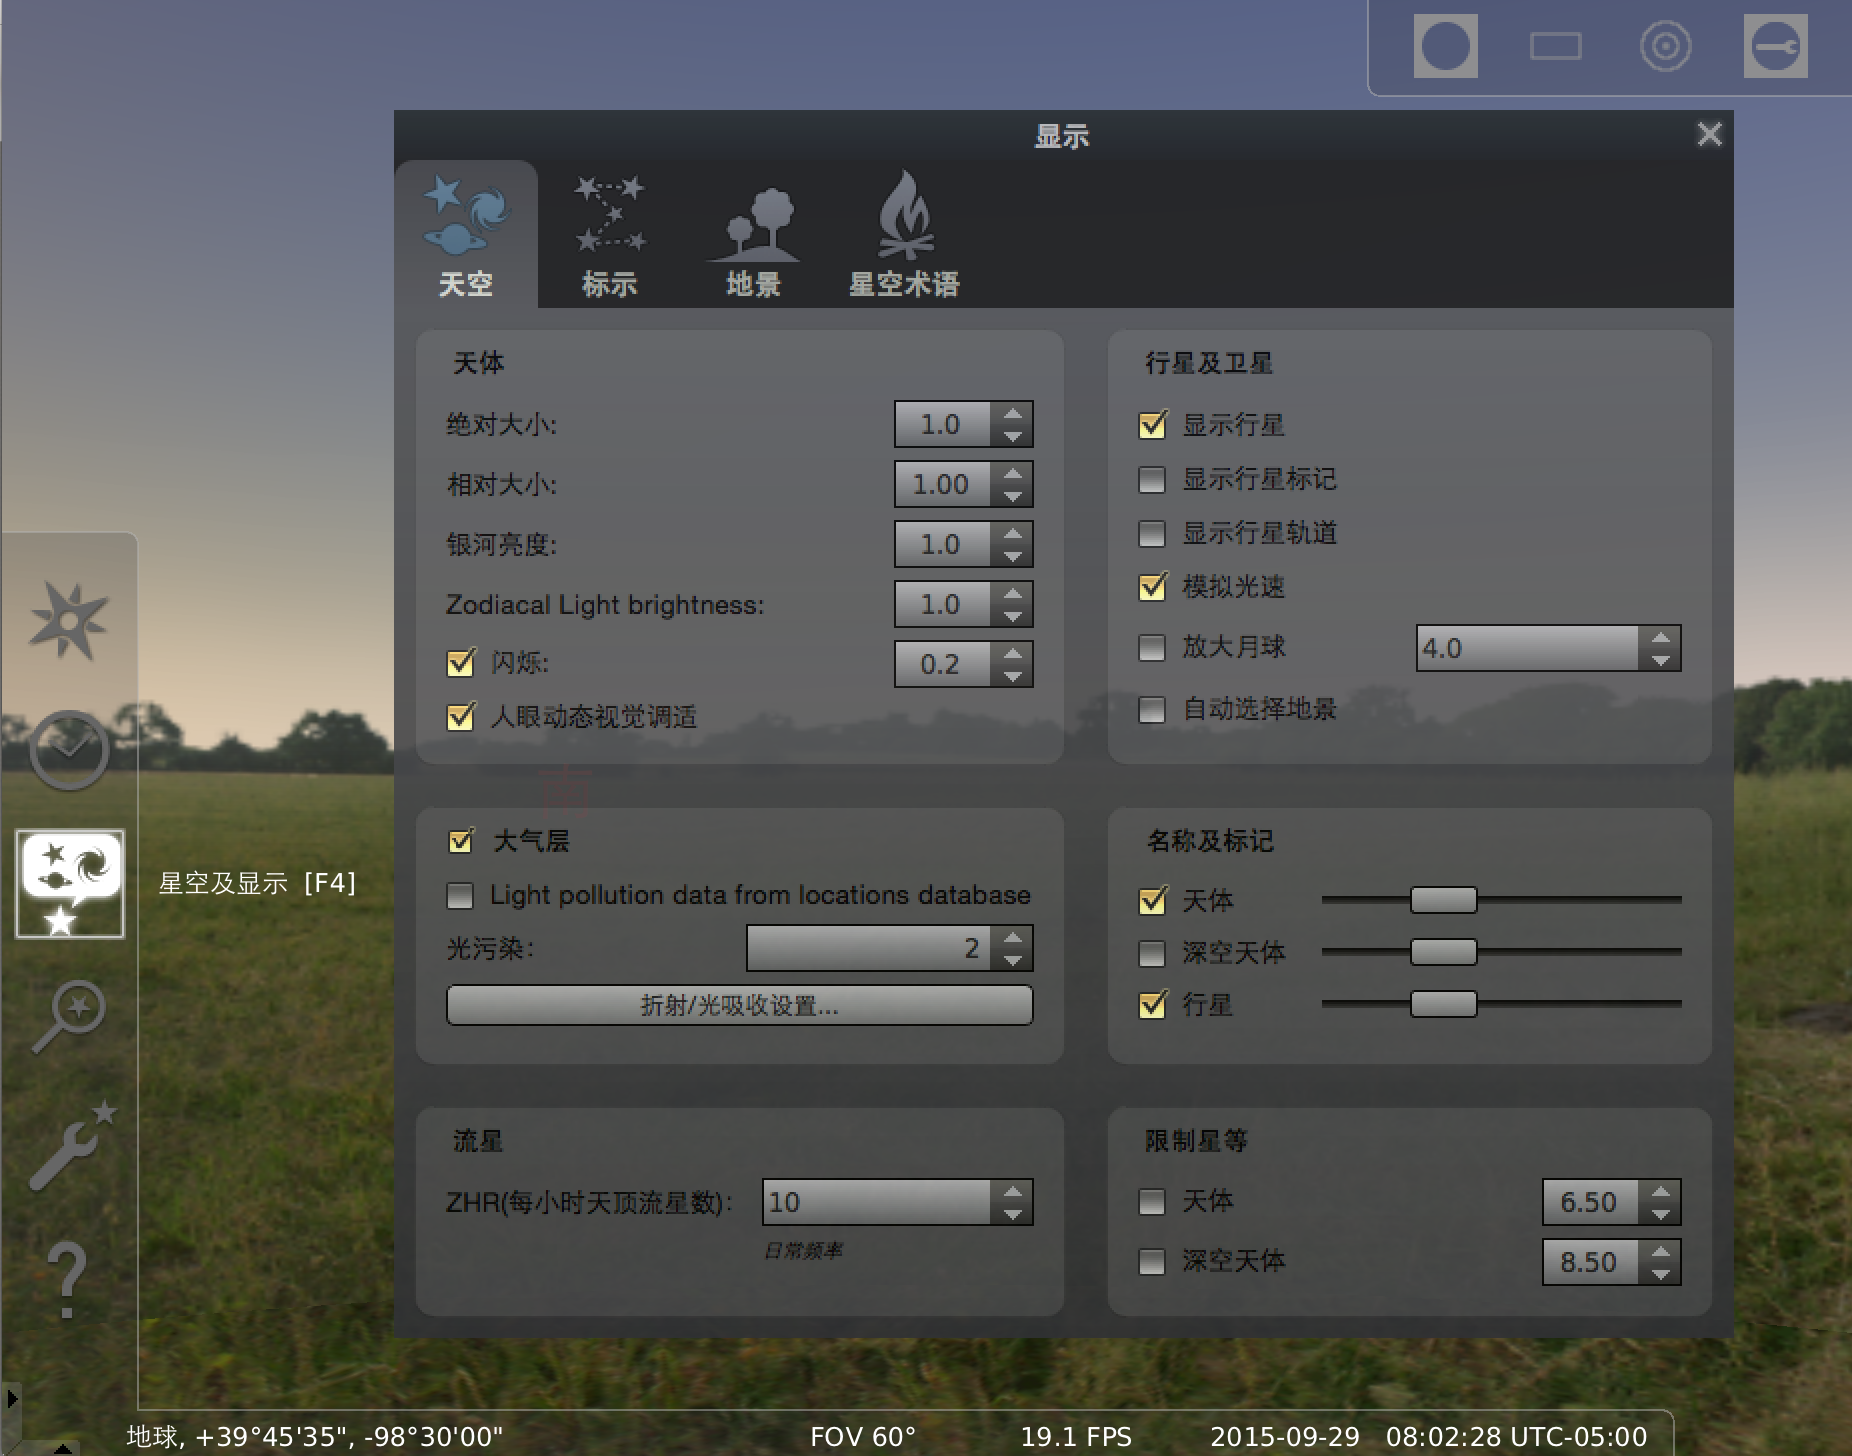 显示
天空
标示
地景
星空术语
天体
绝对大小:
1.0
相对大小:
1.00
银河亮度:
1.0
Zodiacal Light brightness:
1.0
闪烁:
0.2
人眼动态视觉调适
行星及卫星
显示行星
显示行星标记
显示行星轨道
模拟光速
放大月球
4.0
自动选择地景
南
大气层
Light pollution data from locations database
光污染:
2
折射/光吸收设置...
名称及标记
天体
深空天体
行星
流星
ZHR(每小时天顶流星数):
10
日常频率
限制星等
天体
6.50
深空天体
8.50
星空及显示 [F4]
地球, +39°45'35", -98°30'00"
FOV 60°
19.1 FPS
2015-09-29 08:02:28 UTC-05:00